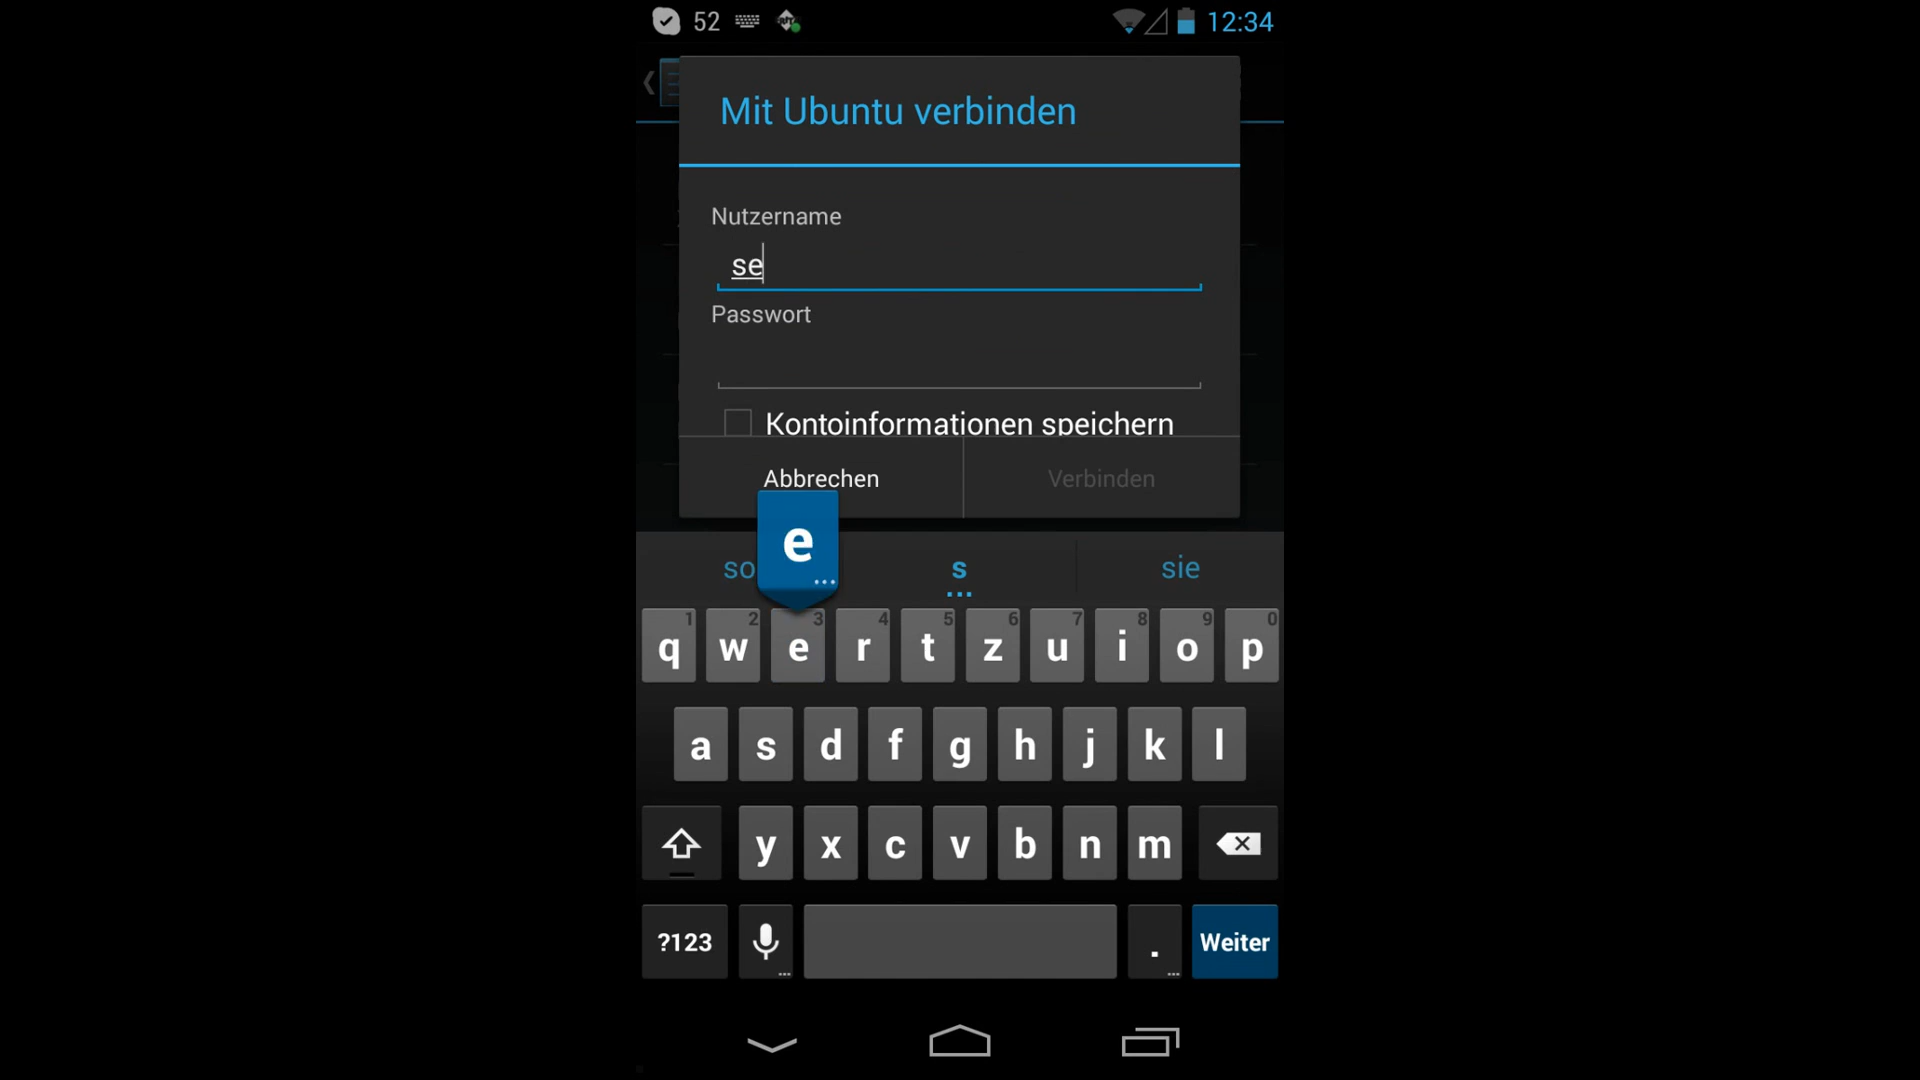 52 12:34
Mit Ubuntu verbinden
Nutzername
se
Passwort
Kontoinformationen speichern
Abbrechen Verbinden
e
so s sie
1 2 3 4 5 6 7 8 9 0
q w e r t z u i o p
a s d f g h j k l
y x c v b n m
?123 . Weiter